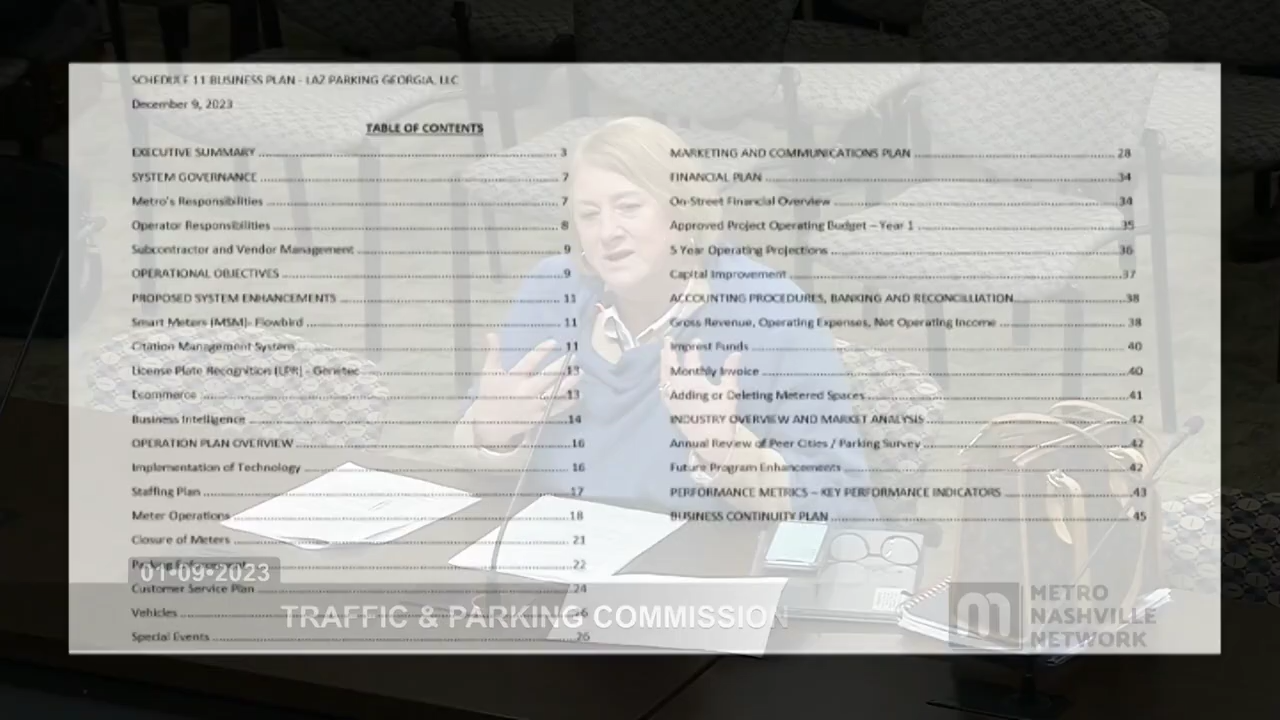 SCHEDULE 11 BUSINESS PLAN - LAZ PARKING GEORGIA, LLC
December 9, 2023
TABLE OF CONTENTS
EXECUTIVE SUMMARY 3
SYSTEM GOVERNANCE 7
Metro's Responsibilities 7
Operator Responsibilities 8
Subcontractor and Vendor Management 9
OPERATIONAL OBJECTIVES 9
PROPOSED SYSTEM ENHANCEMENTS 11
Smart Meters (MSM)- Flowbird 11
Citation Management System 11
License Plate Recognition (LPR) - Genetec 13
Ecommerce 13
Business Intelligence 14
OPERATION PLAN OVERVIEW 16
Implementation of Technology 16
Staffing Plan 17
Meter Operations 18
Closure of Meters 21
22
Customer Service Plan 24
Vehicles
Special Events 26
MARKETING AND COMMUNICATIONS PLAN 28
FINANCIAL PLAN 34
On-Street Financial Overview 34
Approved Project Operating Budget – Year 1 35
5 Year Operating Projections 36
Capital Improvement 37
ACCOUNTING PROCEDURES, BANKING AND RECONCILIATION 38
Gross Revenue, Operating Expenses, Net Operating Income 38
Imprest Funds 40
Monthly Invoice 40
Adding or Deleting Metered Spaces 41
INDUSTRY OVERVIEW AND MARKET ANALYSIS 42
Annual Review of Peer Cities / Parking Survey 42
Future Program Enhancements 42
PERFORMANCE METRICS – KEY PERFORMANCE INDICATORS 43
BUSINESS CONTINUITY PLAN 45
01•09•2023
TRAFFIC & PARKING COMMISSION
METRO
NASHVILLE
NETWORK